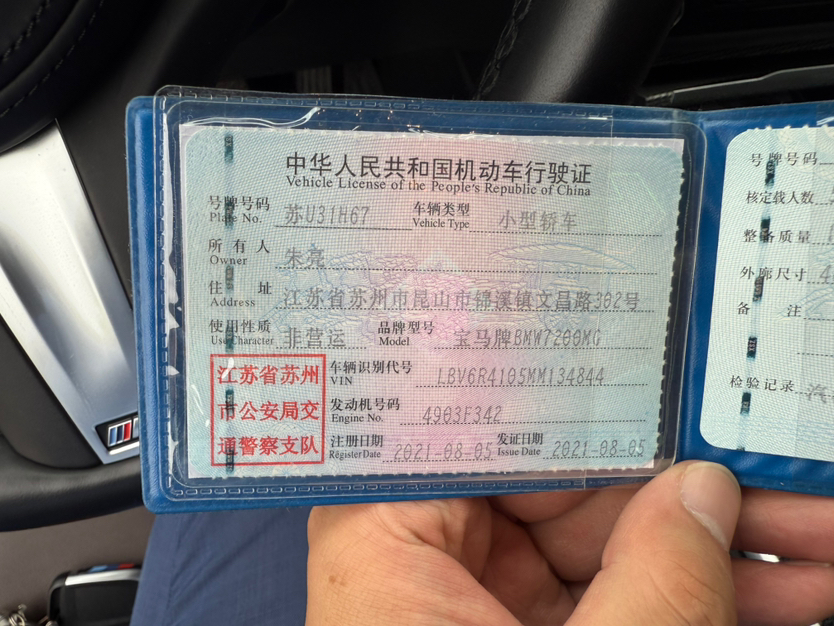 中华人民共和国机动车行驶证
Vehicle License of the People's Republic of China
号牌号码 苏U31H67 车辆类型 小型轿车
Plate No. Vehicle Type
所有人 朱亮
Owner
住址 江苏省苏州市昆山市锦溪镇文昌路302号
Address
使用性质 非营运 品牌型号 宝马牌BMW7200MG
Use Character Model
江苏省苏州
市公安局交
通警察支队
车辆识别代号 LBV6R4105MM134844
VIN
发动机号码 4903F342
Engine No.
注册日期 2021-08-05 发证日期 2021-08-05
Register Date Issue Date
号牌号码
核定载人数
整备质量
外廓尺寸
备注
检验记录